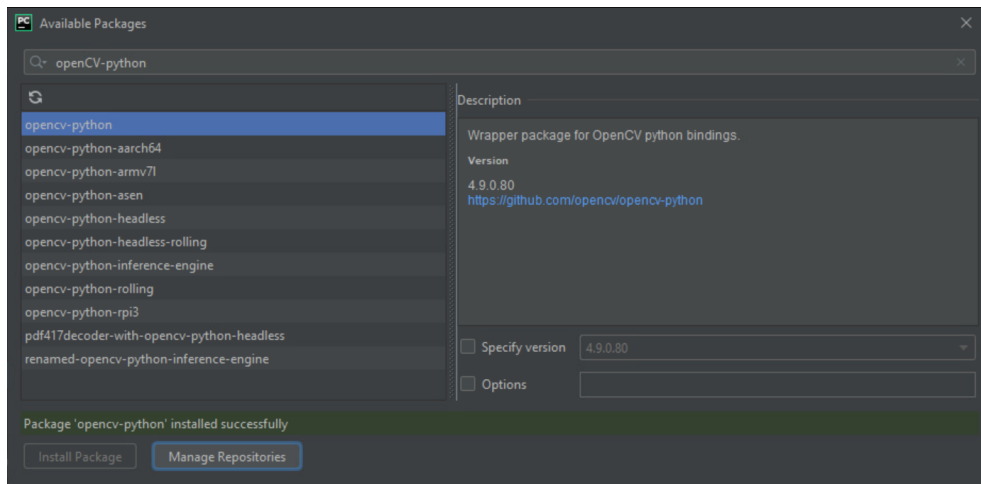 PC Available Packages
openCV-python
opencv-python
opencv-python-aarch64
opencv-python-armv7l
opencv-python-asen
opencv-python-headless
opencv-python-headless-rolling
opencv-python-inference-engine
opencv-python-rolling
opencv-python-rpi3
pdf417decoder-with-opencv-python-headless
renamed-opencv-python-inference-engine
Description
Wrapper package for OpenCV python bindings.
Version
4.9.0.80
https://github.com/opencv/opencv-python
Specify version 4.9.0.80
Options
Package 'opencv-python' installed successfully
Install Package Manage Repositories